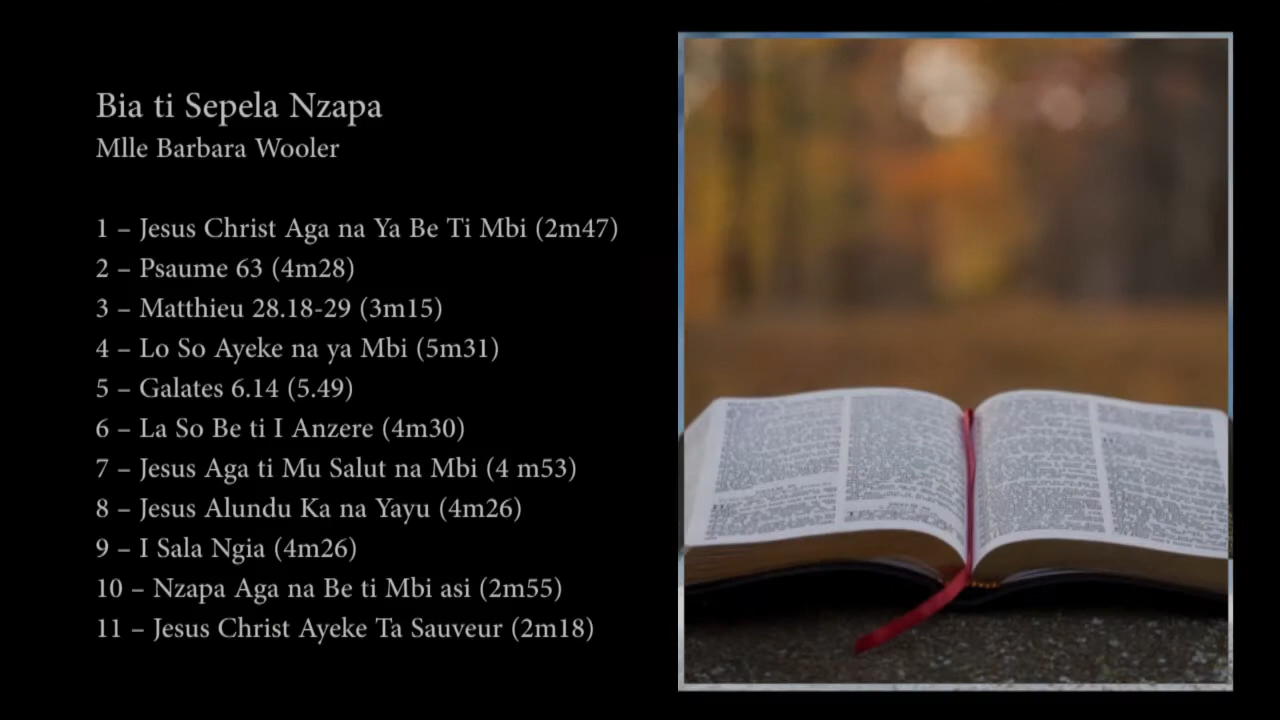 Bia ti Sepela Nzapa
Mlle Barbara Wooler
1 – Jesus Christ Aga na Ya Be Ti Mbi (2m47)
2 – Psaume 63 (4m28)
3 – Matthieu 28.18-29 (3m15)
4 – Lo So Ayeke na ya Mbi (5m31)
5 – Galates 6.14 (5.49)
6 – La So Be ti I Anzere (4m30)
7 – Jesus Aga ti Mu Salut na Mbi (4 m53)
8 – Jesus Alundu Ka na Yayu (4m26)
9 – I Sala Ngia (4m26)
10 – Nzapa Aga na Be ti Mbi asi (2m55)
11 – Jesus Christ Ayeke Ta Sauveur (2m18)